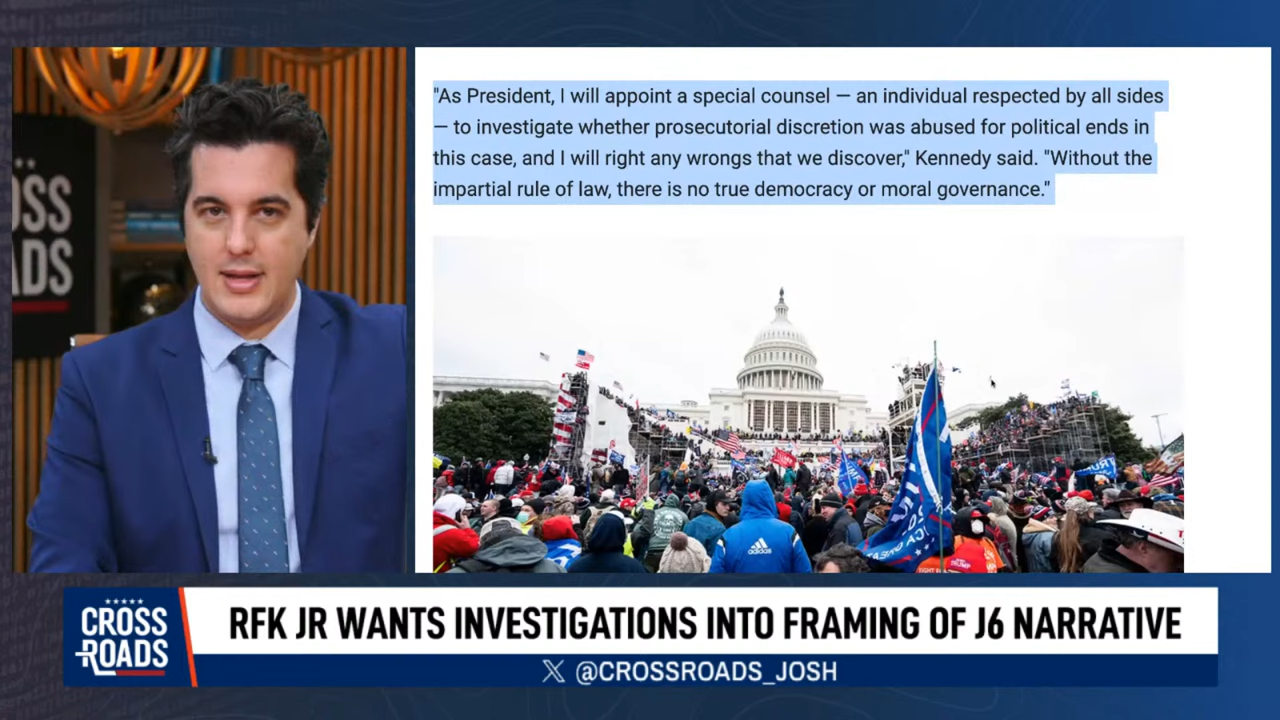 OSS
ADS
"As President, I will appoint a special counsel — an individual respected by all sides
— to investigate whether prosecutorial discretion was abused for political ends in
this case, and I will right any wrongs that we discover," Kennedy said. "Without the
impartial rule of law, there is no true democracy or moral governance."
adidas
TRUMP
CROSS
ROADS
RFK JR WANTS INVESTIGATIONS INTO FRAMING OF J6 NARRATIVE
X @CROSSROADS_JOSH